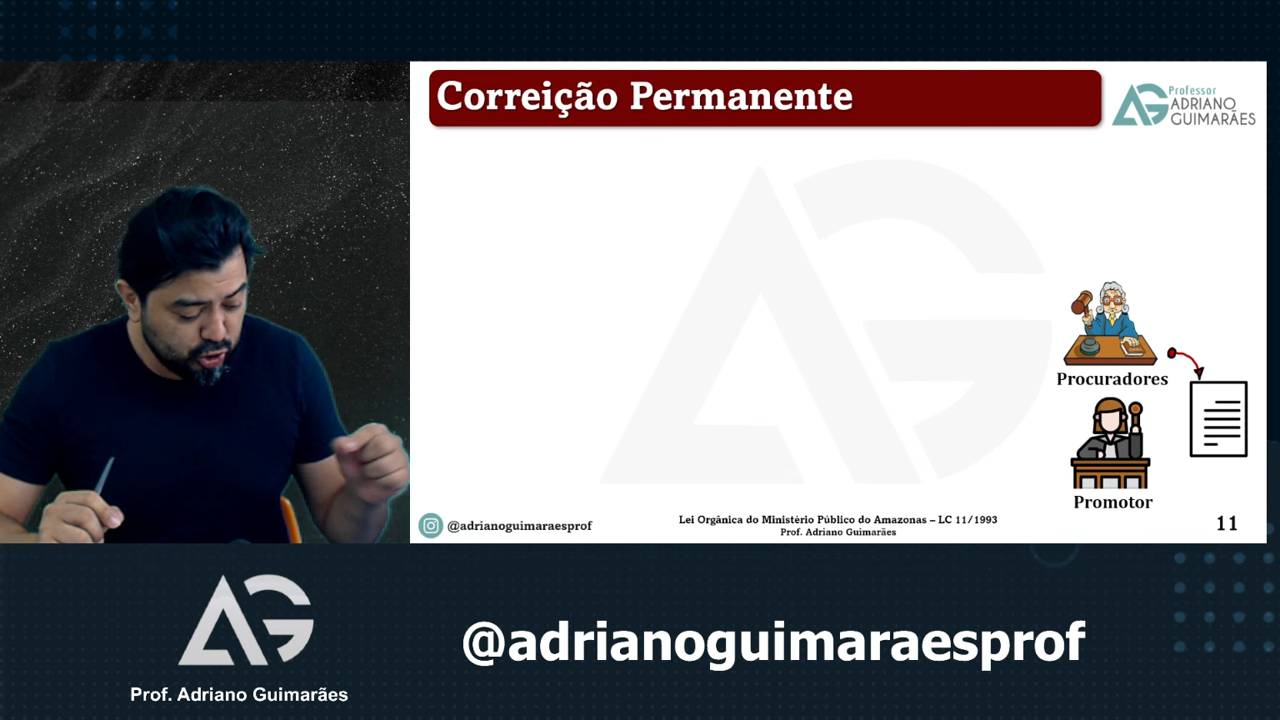 Correição Permanente
Professor
ADRIANO
GUIMARÃES
Procuradores
Promotor
@adrianoguimaraesprof
Lei Orgânica do Ministério Público do Amazonas – LC 11/1993
Prof. Adriano Guimarães
11
AG
Prof. Adriano Guimarães
@adrianoguimaraesprof